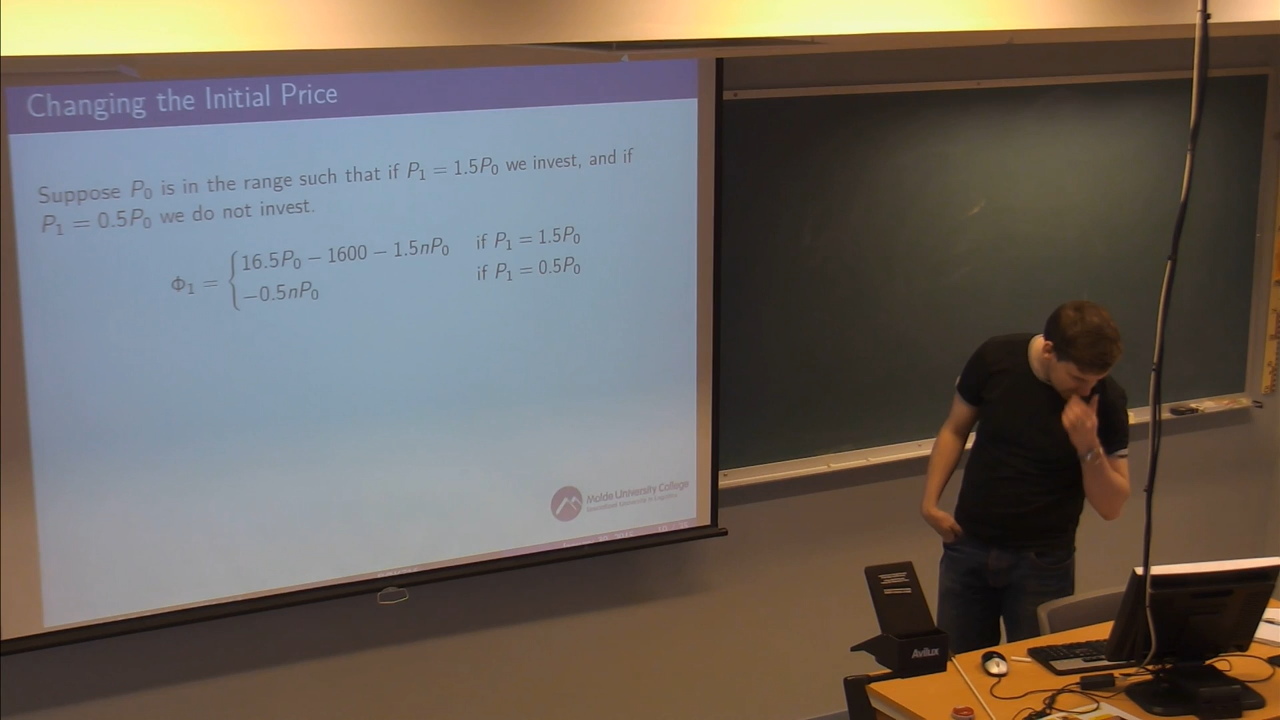 Changing the Initial Price
Suppose P₀ is in the range such that if P₁ = 1.5P₀ we invest, and if
P₁ = 0.5P₀ we do not invest.
Φ₁ = { 16.5P₀ − 1600 − 1.5nP₀ if P₁ = 1.5P₀
−0.5nP₀ if P₁ = 0.5P₀
Molde University College
Avilux